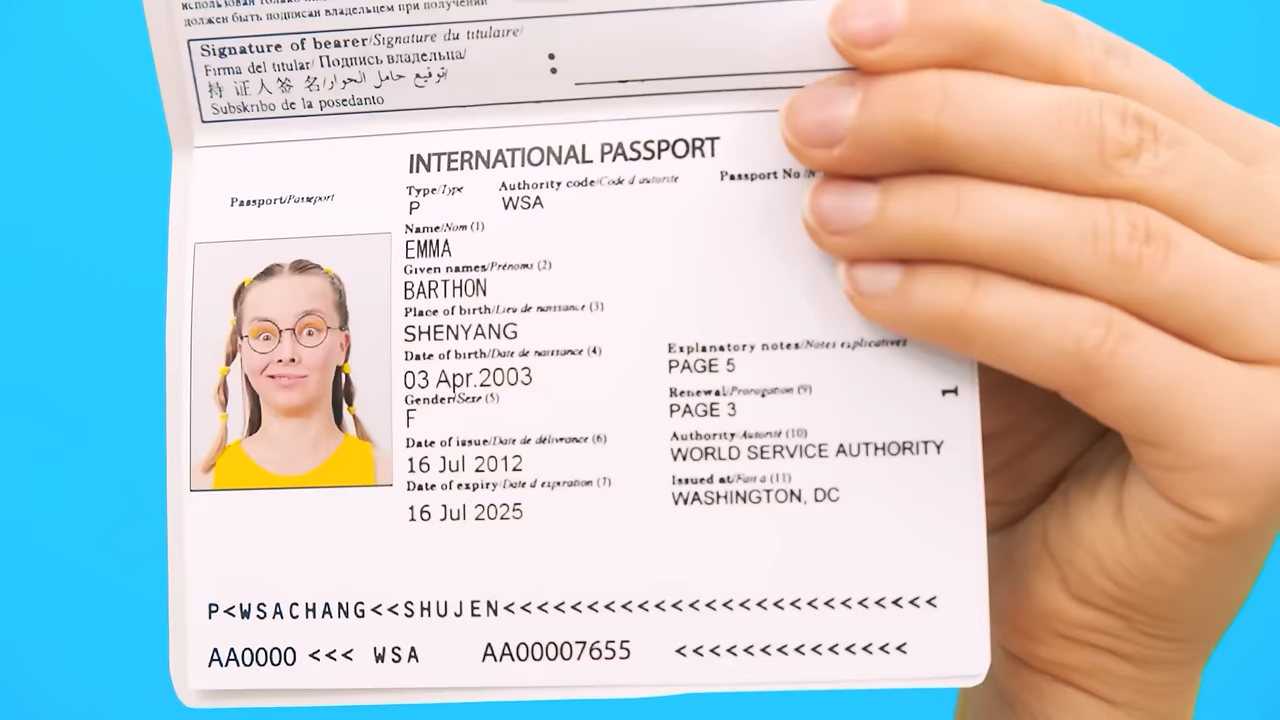 должен быть подписан владельцем при получении
Signature of bearer/Signature du titulaire/
Firma del titular/ Подпись владельца/
持 证 人 签 名/توقيع حامل الجواز/
Subskribo de la posedanto
:
INTERNATIONAL PASSPORT
Passport/Passeport
Type/Type Authority code/Code d autorité Passport No
P WSA
Name/Nom (1)
EMMA
Given names/Prénoms (2)
BARTHON
Place of birth/Lieu de naissance (3)
SHENYANG
Date of birth/Date de naissance (4)
03 Apr.2003
Gender/Sexe (5)
F
Date of issue/Date de délivrance (6)
16 Jul 2012
Date of expiry/Date d expiration (7)
16 Jul 2025
Explanatory notes/Notes explicatives
PAGE 5
Renewal/Prorogation (9)
PAGE 3
Authority/Autorité (10)
WORLD SERVICE AUTHORITY
Issued at/Fait a (11)
WASHINGTON, DC
1
P<WSACHANG<<SHUJEN<<<<<<<<<<<<<<<<<<<<<<<<<<<
AA0000 <<< WSA AA00007655 <<<<<<<<<<<<<<